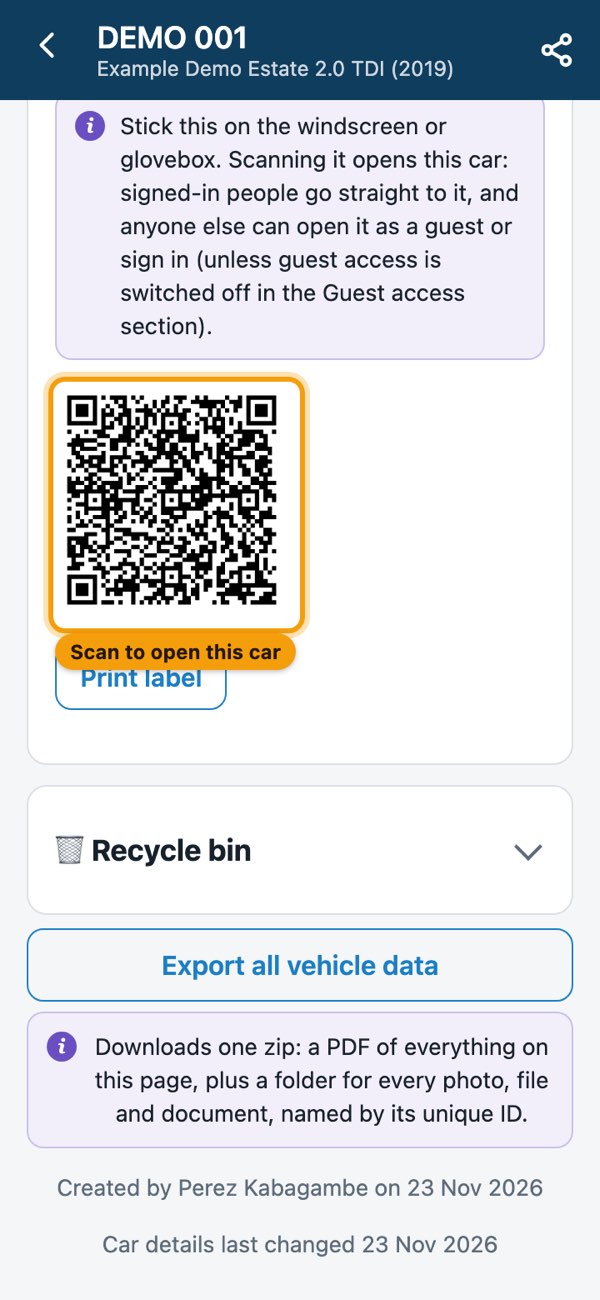 DEMO 001
Example Demo Estate 2.0 TDI (2019)
Stick this on the windscreen or
glovebox. Scanning it opens this car:
signed-in people go straight to it, and
anyone else can open it as a guest or
sign in (unless guest access is
switched off in the Guest access
section).
Scan to open this car
Print label
Recycle bin
Export all vehicle data
Downloads one zip: a PDF of everything on
this page, plus a folder for every photo, file
and document, named by its unique ID.
Created by Perez Kabagambe on 23 Nov 2026
Car details last changed 23 Nov 2026